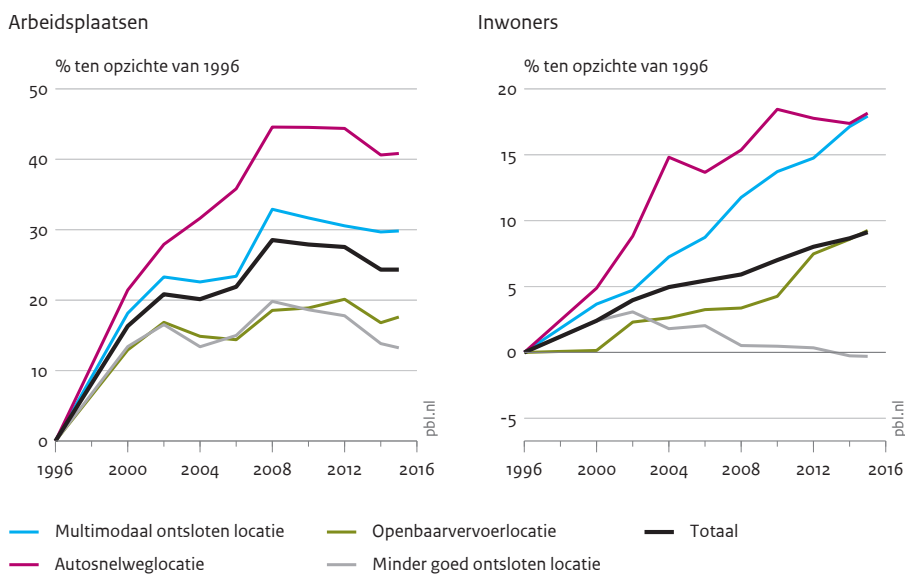 Arbeidsplaatsen
% ten opzichte van 1996
50
40
30
20
10
0
1996 2000 2004 2008 2012 2016
pbl.nl
Inwoners
% ten opzichte van 1996
20
15
10
5
0
-5
1996 2000 2004 2008 2012 2016
pbl.nl
Multimodaal ontsloten locatie
Openbaarvervoerlocatie
Totaal
Autosnelweglocatie
Minder goed ontsloten locatie